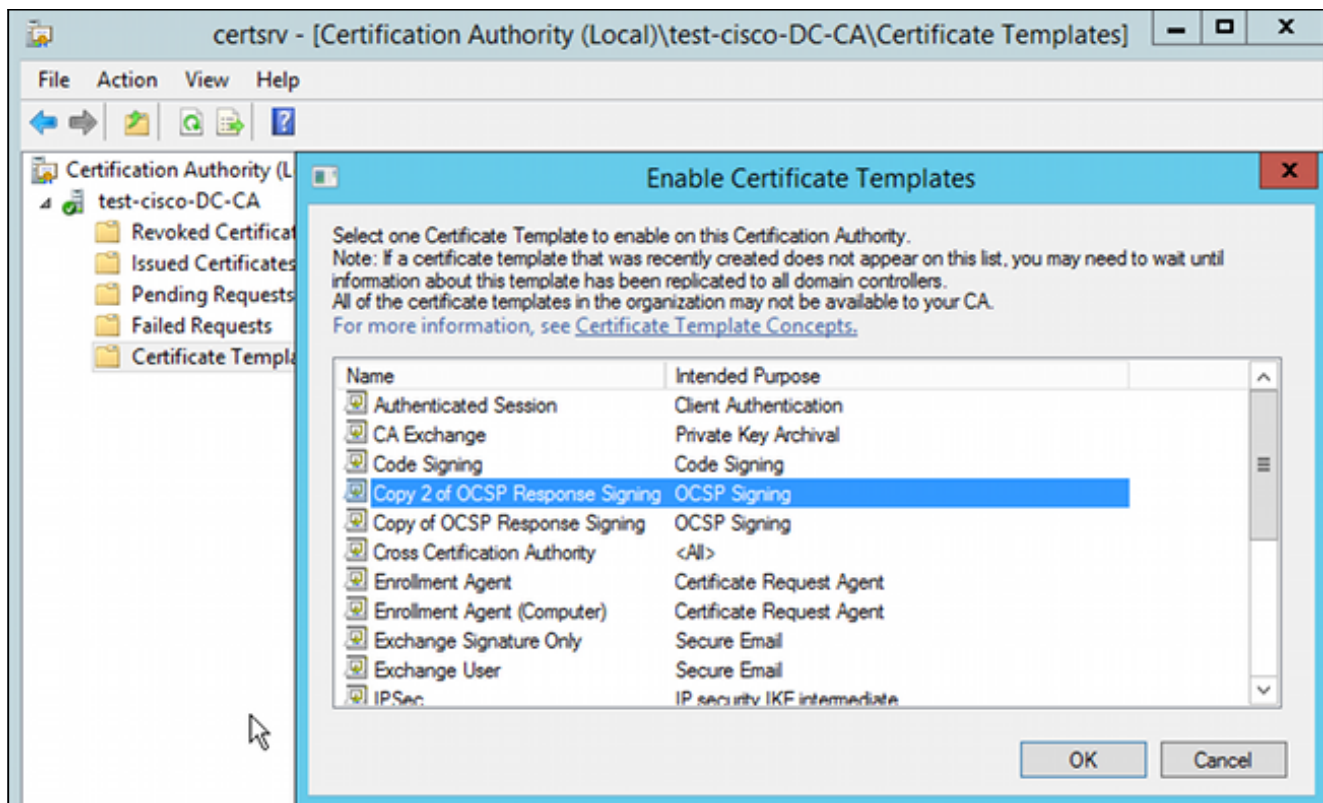 certsrv - [Certification Authority (Local)\test-cisco-DC-CA\Certificate Templates]
File Action View Help
Certification Authority (L
test-cisco-DC-CA
Revoked Certificat
Issued Certificates
Pending Requests
Failed Requests
Certificate Templa
Enable Certificate Templates
Select one Certificate Template to enable on this Certification Authority.
Note: If a certificate template that was recently created does not appear on this list, you may need to wait until
information about this template has been replicated to all domain controllers.
All of the certificate templates in the organization may not be available to your CA.
For more information, see Certificate Template Concepts.
Name Intended Purpose
Authenticated Session Client Authentication
CA Exchange Private Key Archival
Code Signing Code Signing
Copy 2 of OCSP Response Signing OCSP Signing
Copy of OCSP Response Signing OCSP Signing
Cross Certification Authority <All>
Enrollment Agent Certificate Request Agent
Enrollment Agent (Computer) Certificate Request Agent
Exchange Signature Only Secure Email
Exchange User Secure Email
IPSec IP security IKE intermediate
OK Cancel